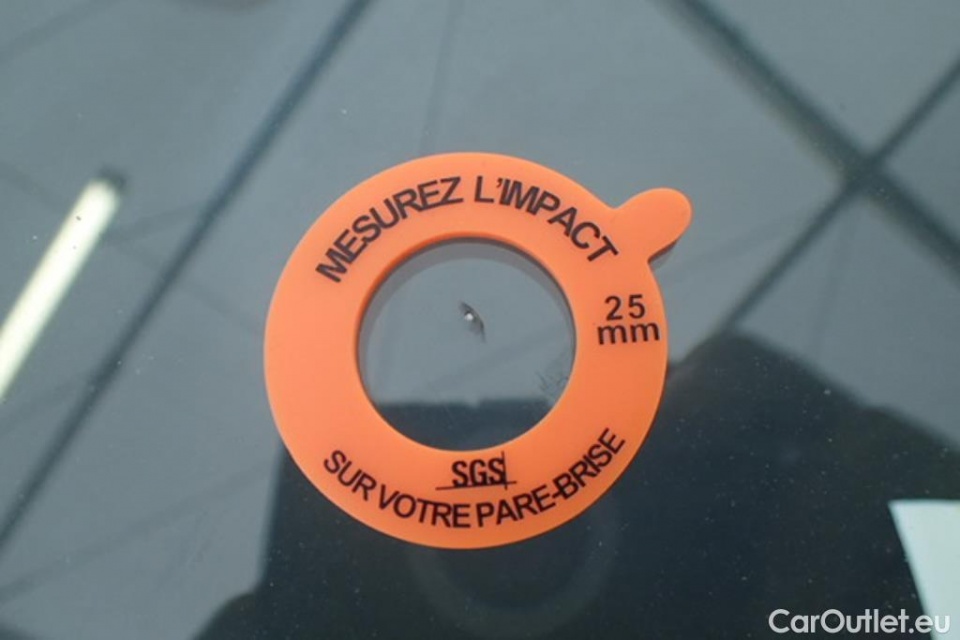 MESUREZ L'IMPACT
25
mm
SGS
SUR VOTRE PARE-BRISE
CarOutlet.eu